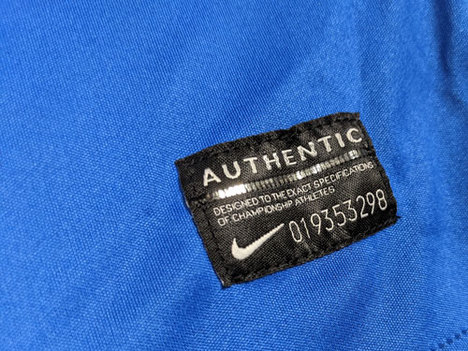 AUTHENTIC
DESIGNED TO THE EXACT SPECIFICATIONS
OF CHAMPIONSHIP ATHLETES
019353298